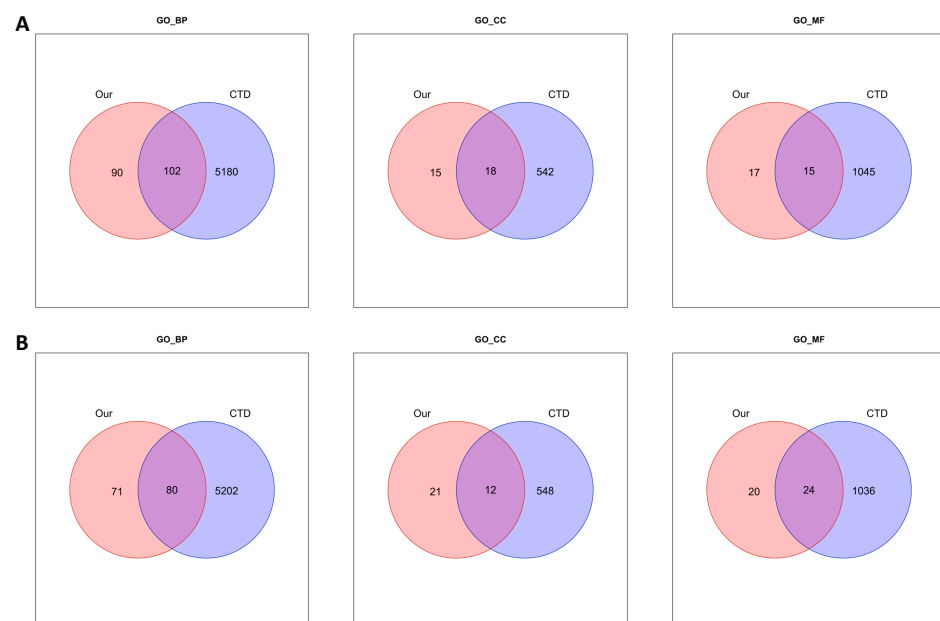 A
GO_BP
GO_CC
GO_MF
Our
CTD
Our
CTD
Our
CTD
90
102
5180
15
18
542
17
15
1045
B
GO_BP
GO_CC
GO_MF
Our
CTD
Our
CTD
Our
CTD
71
80
5202
21
12
548
20
24
1036